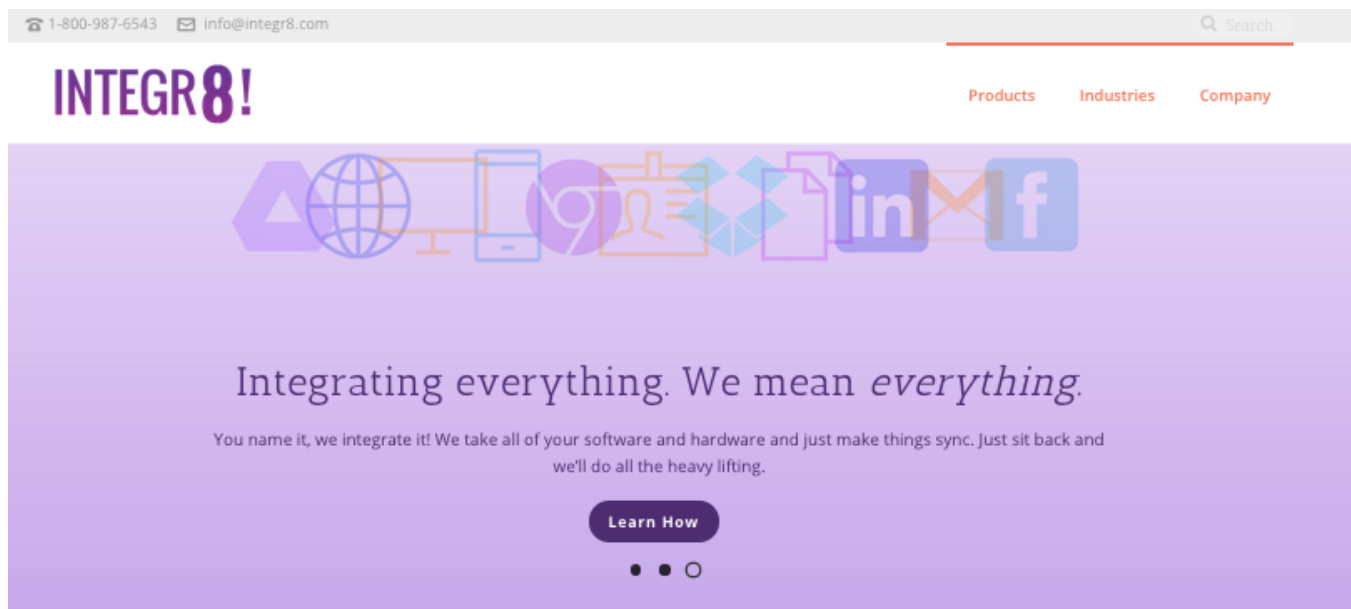 1-800-987-6543 info@integr8.com Search
INTEGR8!
Products Industries Company
in f
Integrating everything. We mean everything.
You name it, we integrate it! We take all of your software and hardware and just make things sync. Just sit back and
we'll do all the heavy lifting.
Learn How